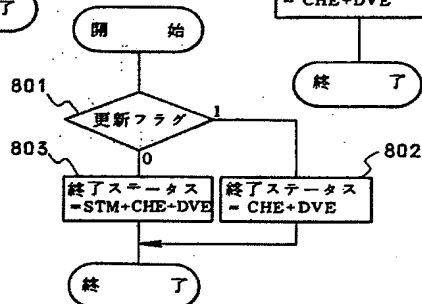 了
= CHE+DVE
終 了
開 始
801
更新フラグ
1
0
803
終了ステータス
=STM+CHE+DVE
802
終了ステータス
= CHE+DVE
終 了